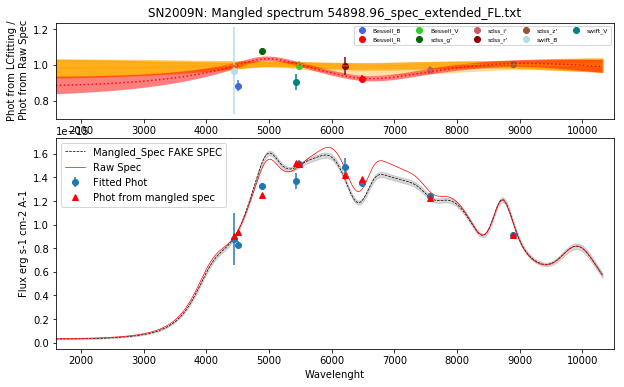 SN2009N: Mangled spectrum 54898.96_spec_extended_FL.txt
Phot from LCfitting /
Phot from Raw Spec
1.2
1.0
0.8
Bessell_B
Bessell_R
Bessell_V
sdss_g'
sdss_i'
sdss_r'
sdss_z'
swift_B
swift_V
2000 3000 4000 5000 6000 7000 8000 9000 10000
Flux erg s-1 cm-2 A-1
1.6
1.4
1.2
1.0
0.8
0.6
0.4
0.2
0.0
Mangled_Spec FAKE SPEC
Raw Spec
Fitted Phot
Phot from mangled spec
2000 3000 4000 5000 6000 7000 8000 9000 10000
Wavelenght